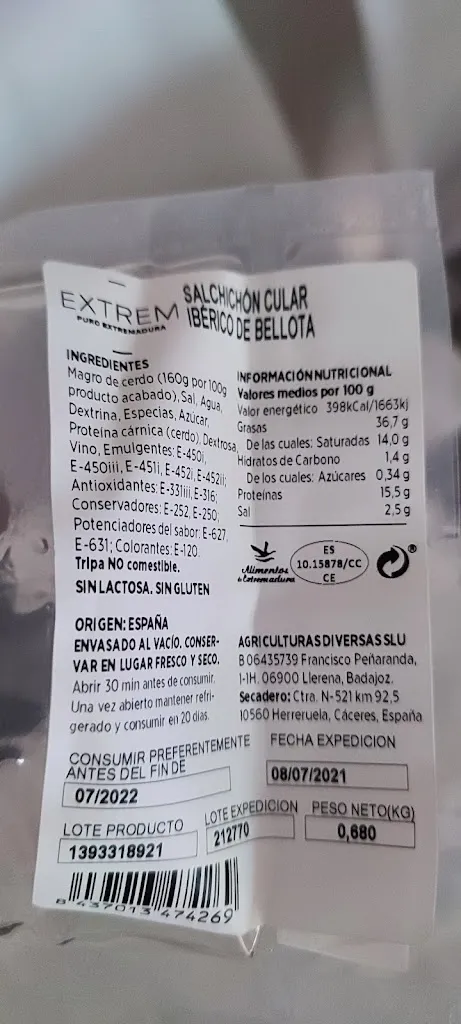 EXTREM
PURO EXTREMADURA
SALCHICHÓN CULAR
IBÉRICO DE BELLOTA
INGREDIENTES
Magro de cerdo (160g por 100g
producto acabado), Sal, Agua,
Dextrina, Especias, Azúcar,
Proteína cárnica (cerdo), Dextrosa,
Vino, Emulgentes: E-450i,
E-450iii, E-451i, E-452i, E-452ii;
Antioxidantes: E-331iii, E-316;
Conservadores: E-252, E-250;
Potenciadores del sabor: E-627,
E-631; Colorantes: E-120.
Tripa NO comestible.
SIN LACTOSA. SIN GLUTEN
INFORMACIÓN NUTRICIONAL
Valores medios por 100 g
Valor energético 398kCal/1663kj
Grasas 36,7 g
De las cuales: Saturadas 14,0 g
Hidratos de Carbono 1,4 g
De los cuales: Azúcares 0,34 g
Proteínas 15,5 g
Sal 2,5 g
Alimentos
de Extremadura
ES
10.15878/CC
CE
®
ORIGEN: ESPAÑA
ENVASADO AL VACÍO. CONSER-
VAR EN LUGAR FRESCO Y SECO.
Abrir 30 min antes de consumir.
Una vez abierto mantener refri-
gerado y consumir en 20 días.
AGRICULTURAS DIVERSAS SLU
B 06435739 Francisco Peñaranda,
1-1H. 06900 Llerena, Badajoz.
Secadero: Ctra. N-521 km 92,5
10560 Herreruela, Cáceres, España
CONSUMIR PREFERENTEMENTE
ANTES DEL FIN DE
07/2022
FECHA EXPEDICION
08/07/2021
LOTE PRODUCTO
1393318921
LOTE EXPEDICION
212770
PESO NETO(KG)
0,680
8 437013 474269